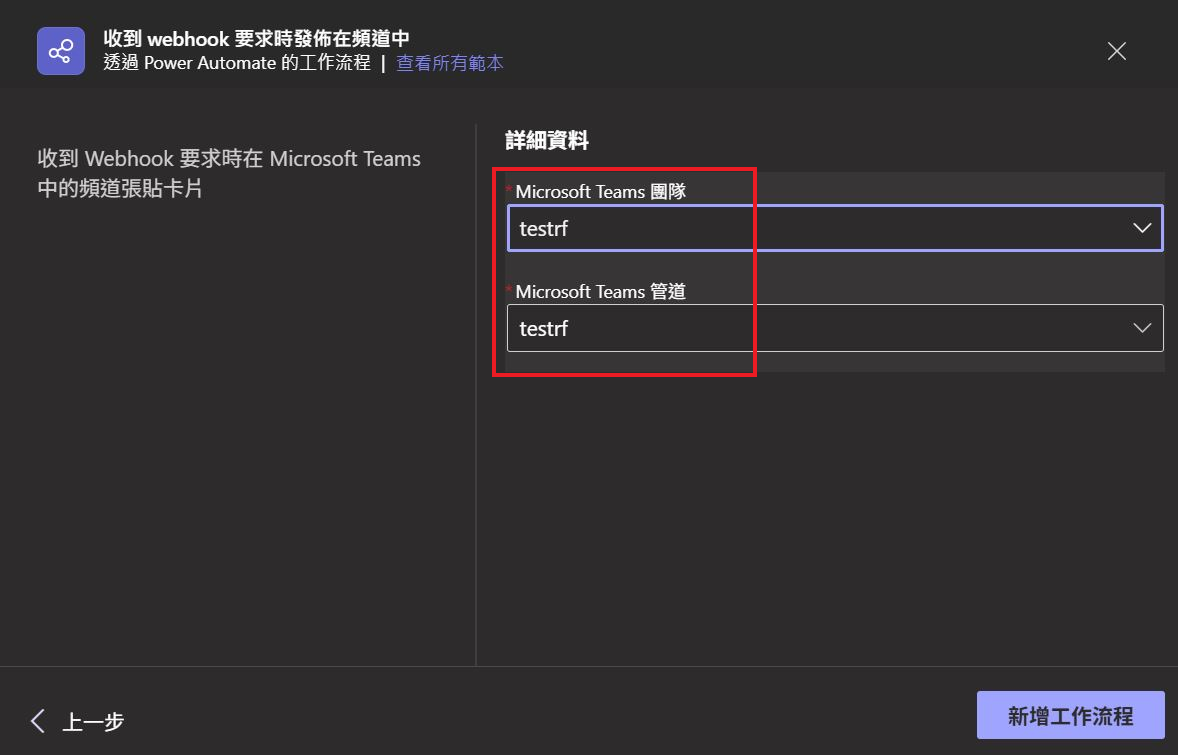 收到 webhook 要求時發佈在頻道中
透過 Power Automate 的工作流程 | 查看所有範本
收到 Webhook 要求時在 Microsoft Teams
中的頻道張貼卡片
詳細資料
* Microsoft Teams 團隊
testrf
* Microsoft Teams 管道
testrf
上一步
新增工作流程